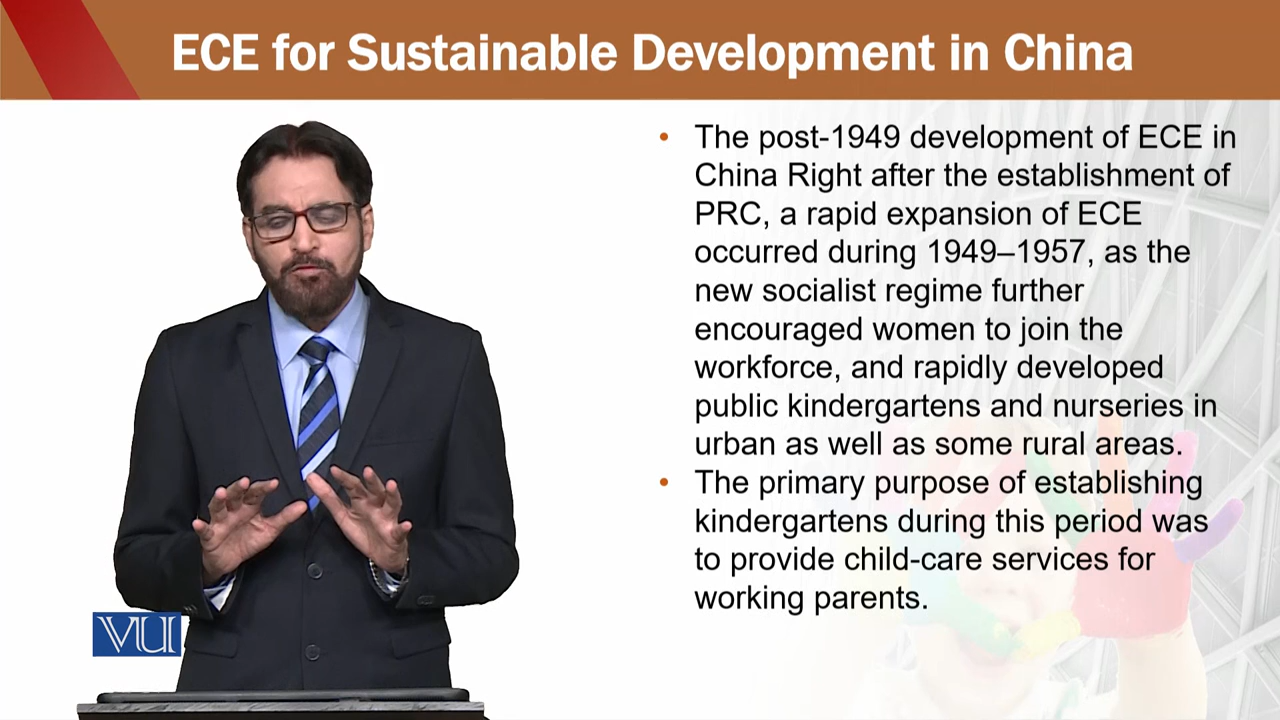 ECE for Sustainable Development in China
• The post-1949 development of ECE in
China Right after the establishment of
PRC, a rapid expansion of ECE
occurred during 1949–1957, as the
new socialist regime further
encouraged women to join the
workforce, and rapidly developed
public kindergartens and nurseries in
urban as well as some rural areas.
• The primary purpose of establishing
kindergartens during this period was
to provide child-care services for
working parents.
VU